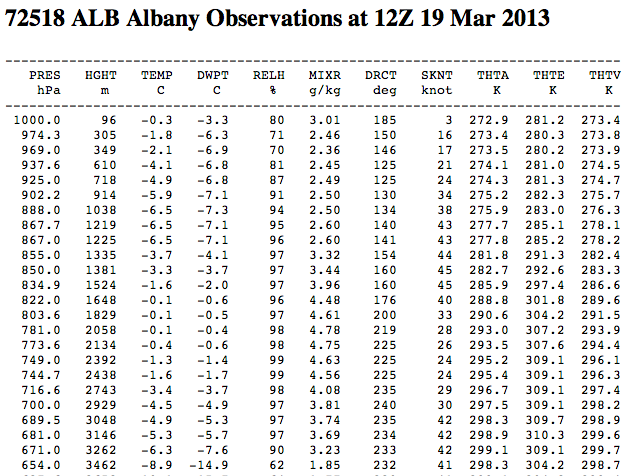 72518 ALB Albany Observations at 12Z 19 Mar 2013
-----------------------------------------------------------------------------
PRES HGHT TEMP DWPT RELH MIXR DRCT SKNT THTA THTE THTV
hPa m C C % g/kg deg knot K K K
-----------------------------------------------------------------------------
1000.0 96 -0.3 -3.3 80 3.01 185 3 272.9 281.2 273.4
974.3 305 -1.8 -6.3 71 2.46 150 16 273.4 280.3 273.8
969.0 349 -2.1 -6.9 70 2.36 146 17 273.5 280.2 273.9
937.6 610 -4.1 -6.8 81 2.45 125 21 274.1 281.0 274.5
925.0 718 -4.9 -6.8 87 2.49 125 24 274.3 281.3 274.7
902.2 914 -5.9 -7.1 91 2.50 130 34 275.2 282.3 275.7
888.0 1038 -6.5 -7.3 94 2.50 134 38 275.9 283.0 276.3
867.7 1219 -6.5 -7.1 95 2.60 140 43 277.7 285.1 278.1
867.0 1225 -6.5 -7.1 96 2.60 141 43 277.8 285.2 278.2
855.0 1335 -3.7 -4.1 97 3.32 154 44 281.8 291.3 282.4
850.0 1381 -3.3 -3.7 97 3.44 160 45 282.7 292.6 283.3
834.9 1524 -1.6 -2.0 97 3.96 160 45 285.9 297.4 286.6
822.0 1648 -0.1 -0.6 96 4.48 176 40 288.8 301.8 289.6
803.6 1829 -0.1 -0.5 97 4.61 200 33 290.6 304.2 291.5
781.0 2058 -0.1 -0.4 98 4.78 219 28 293.0 307.2 293.9
773.6 2134 -0.4 -0.6 98 4.75 225 26 293.5 307.6 294.4
749.0 2392 -1.3 -1.4 99 4.63 225 24 295.2 309.1 296.1
744.7 2438 -1.6 -1.7 99 4.56 225 24 295.4 309.1 296.3
716.6 2743 -3.4 -3.7 98 4.08 235 29 296.7 309.1 297.4
700.0 2929 -4.5 -4.9 97 3.81 240 30 297.5 309.1 298.2
689.5 3048 -4.9 -5.3 97 3.74 235 42 298.3 309.7 298.9
681.0 3146 -5.3 -5.7 97 3.69 234 42 298.9 310.3 299.6
671.0 3262 -6.3 -7.6 90 3.23 233 42 299.1 309.1 299.7
654.0 3462 -8.9 -14.9 62 1.85 232 41 298.3 304.2 298.7